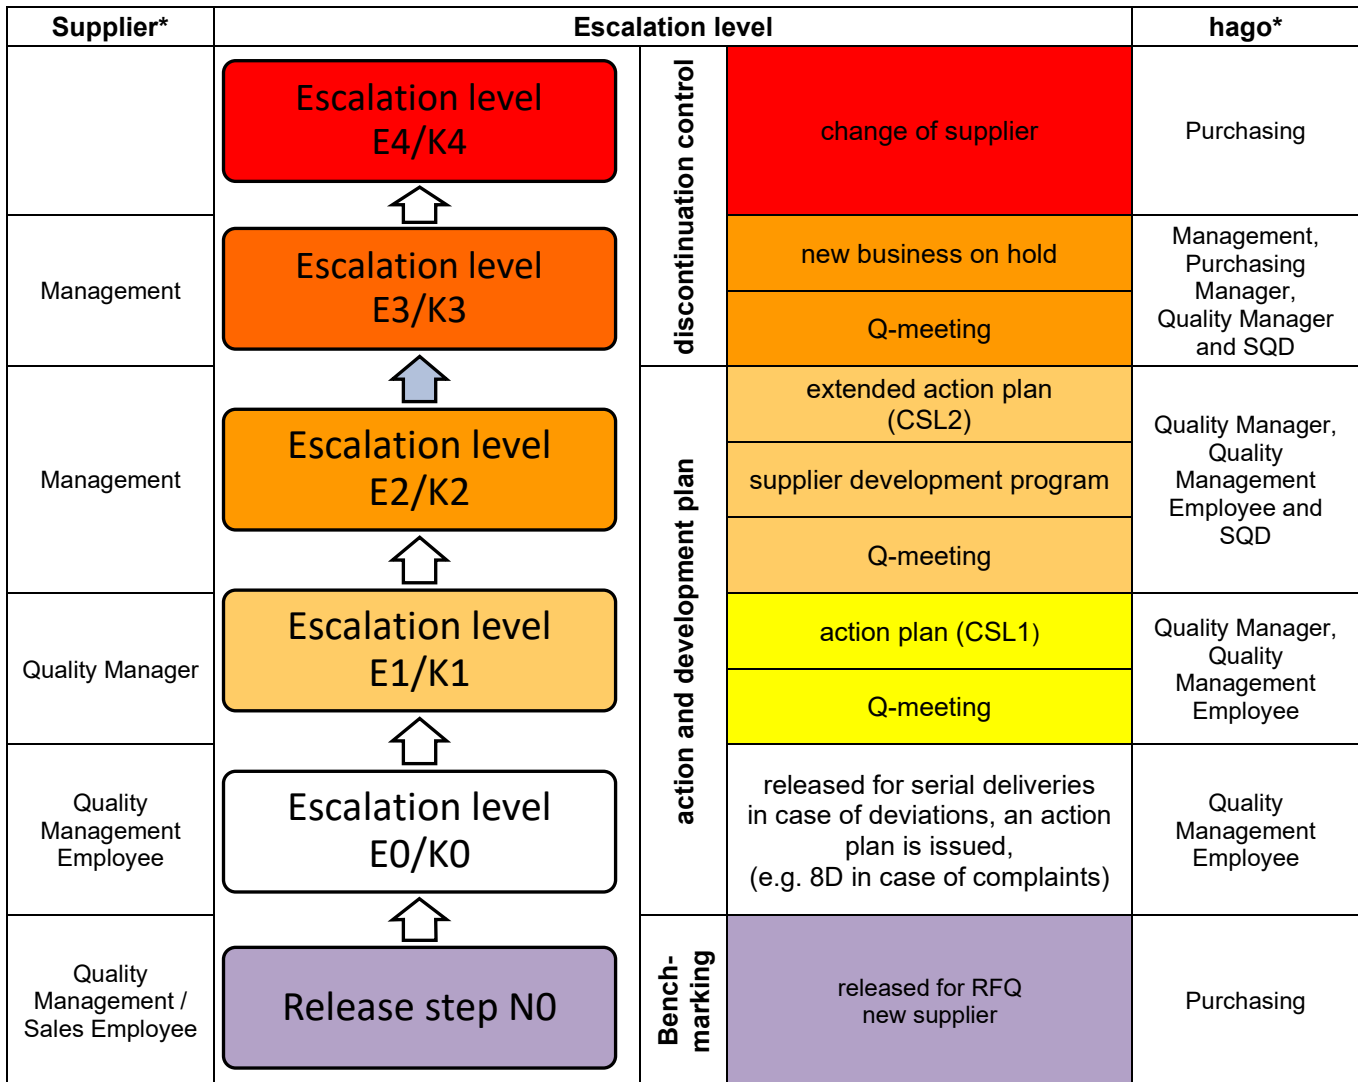 Supplier*
Escalation level
hago*
Escalation level
E4/K4
discontinuation control
change of supplier
Purchasing
Management
Escalation level
E3/K3
new business on hold
Q-meeting
Management,
Purchasing
Manager,
Quality Manager
and SQD
Management
Escalation level
E2/K2
action and development plan
extended action plan
(CSL2)
supplier development program
Q-meeting
Quality Manager,
Quality
Management
Employee and
SQD
Quality Manager
Escalation level
E1/K1
action plan (CSL1)
Q-meeting
Quality Manager,
Quality
Management
Employee
Quality
Management
Employee
Escalation level
E0/K0
released for serial deliveries
in case of deviations, an action
plan is issued,
(e.g. 8D in case of complaints)
Quality
Management
Employee
Quality
Management /
Sales Employee
Release step N0
Bench-
marking
released for RFQ
new supplier
Purchasing